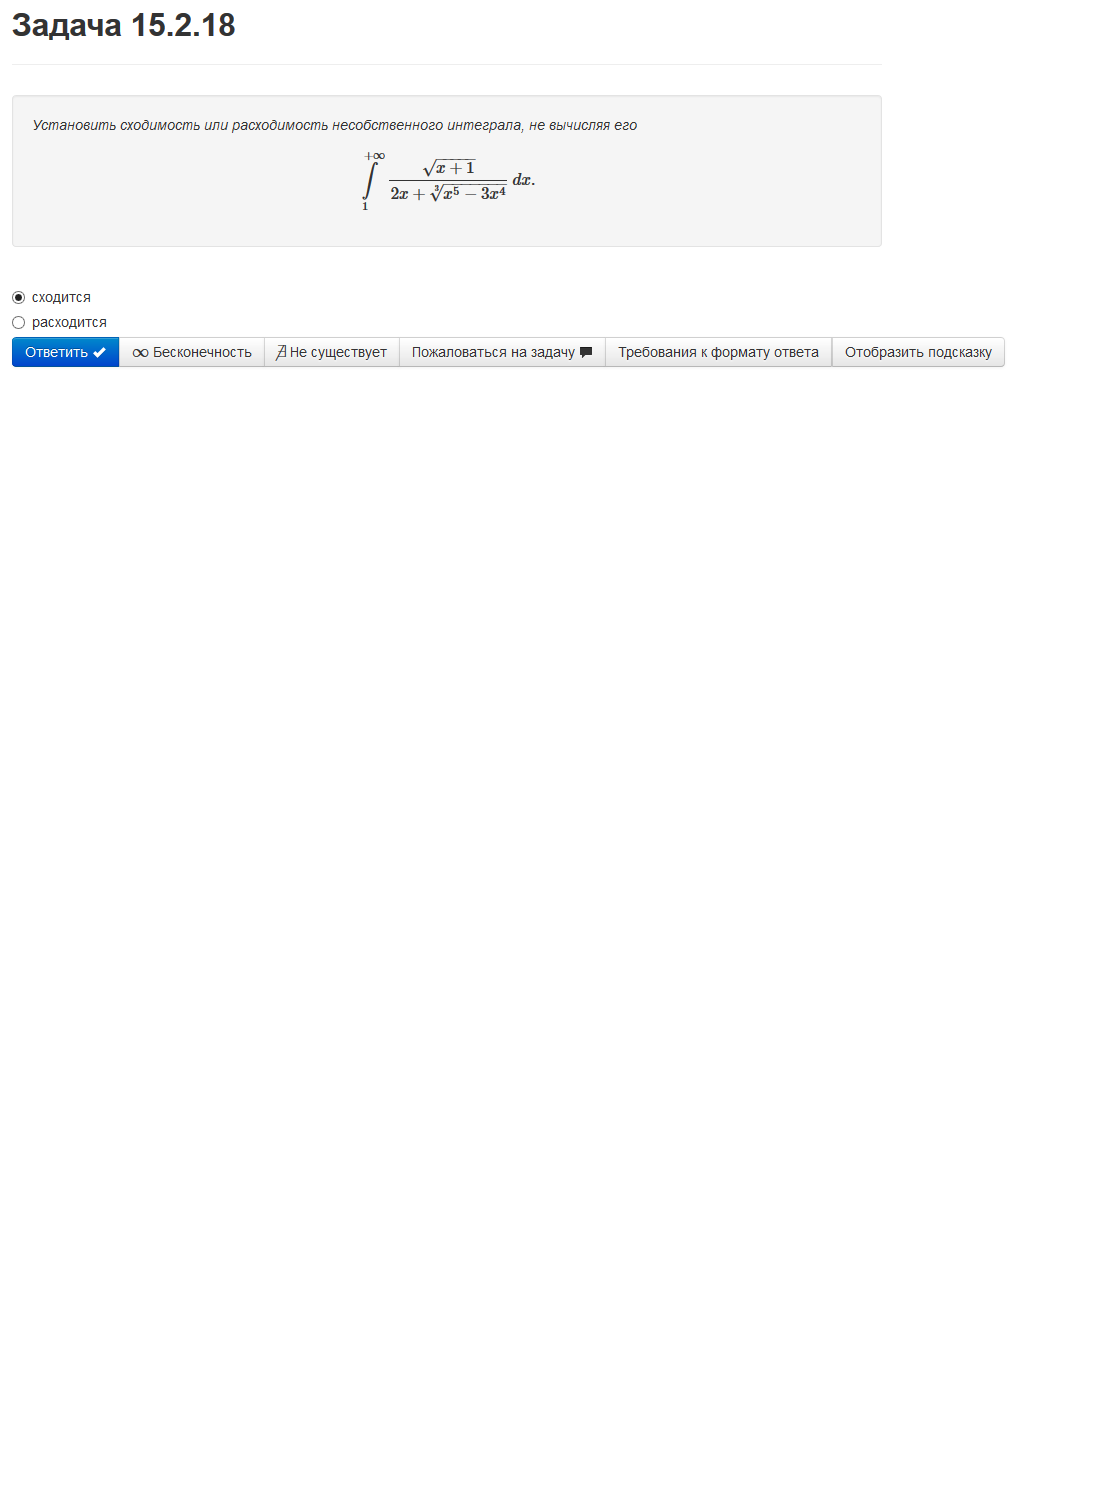 Задача 15.2.18
Установить сходимость или расходимость несобственного интеграла, не вычисляя его
$$\int\limits_{1}^{+\infty} \frac{\sqrt{x+1}}{2x+\sqrt[3]{x^5-3x^4}}\,dx.$$
сходится
расходится
Ответить ∞ Бесконечность ∄ Не существует Пожаловаться на задачу Требования к формату ответа Отобразить подсказку